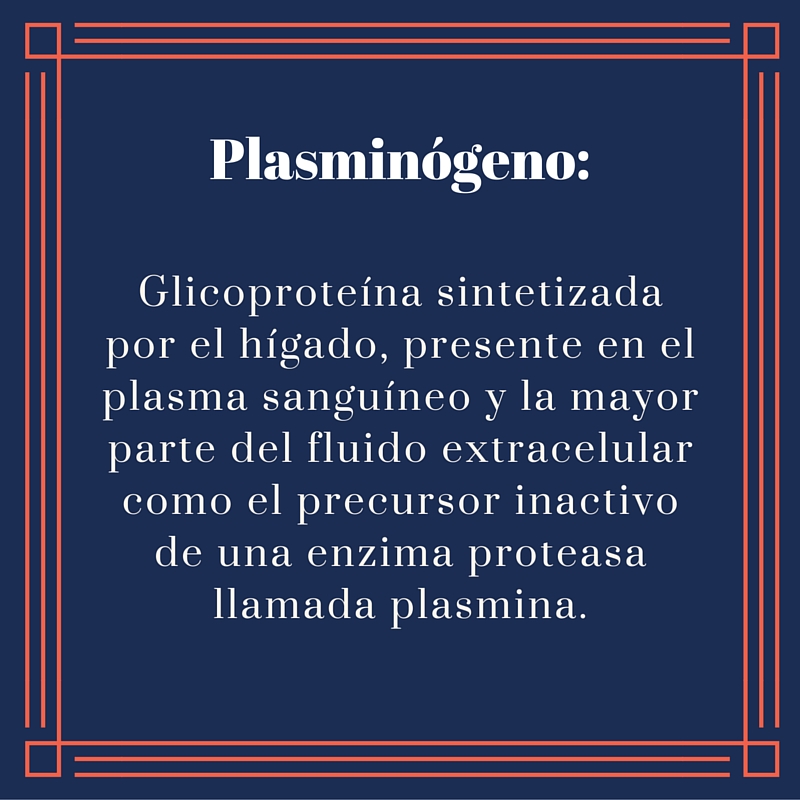 Plasminógeno:
Glicoproteína sintetizada
por el hígado, presente en el
plasma sanguíneo y la mayor
parte del fluido extracelular
como el precursor inactivo
de una enzima proteasa
llamada plasmina.